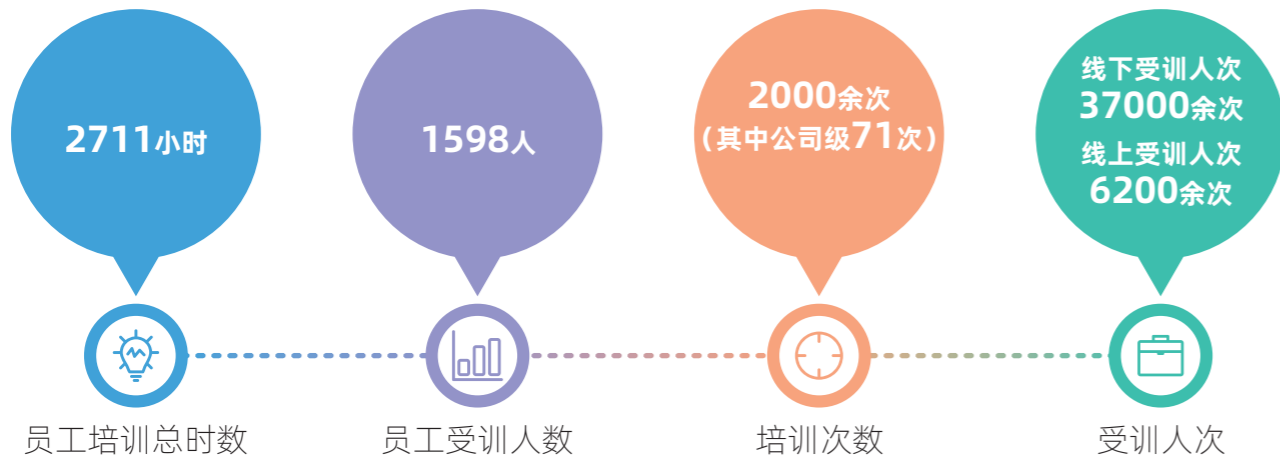 2711小时
员工培训总时数
1598人
员工受训人数
2000余次
(其中公司级71次)
培训次数
线下受训人次
37000余次
线上受训人次
6200余次
受训人次